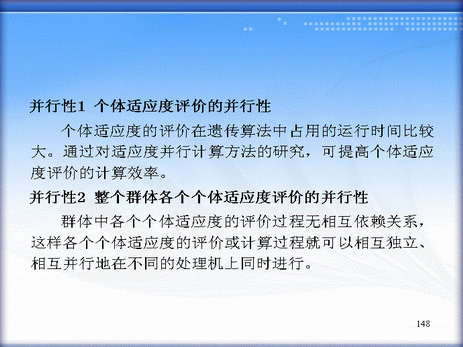 并行性1 个体适应度评价的并行性
个体适应度的评价在遗传算法中占用的运行时间比较
大。通过对适应度并行计算方法的研究，可提高个体适应
度评价的计算效率。
并行性2 整个群体各个个体适应度评价的并行性
群体中各个个体适应度的评价过程无相互依赖关系，
这样各个个体适应度的评价或计算过程就可以相互独立、
相互并行地在不同的处理机上同时进行。
148